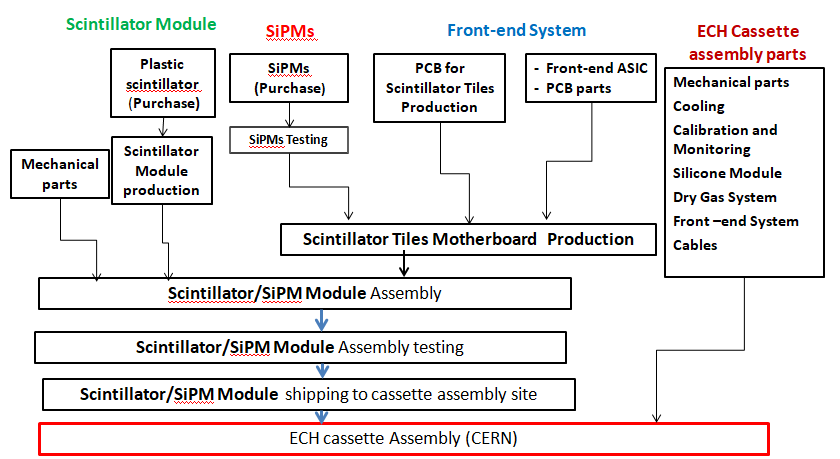 Scintillator Module
SiPMs
Front-end System
ECH Cassette
assembly parts
Plastic
scintillator
(Purchase)
SiPMs
(Purchase)
PCB for
Scintillator Tiles
Production
- Front-end ASIC
- PCB parts
Mechanical parts
Cooling
Calibration and
Monitoring
Silicone Module
Dry Gas System
Front –end System
Cables
SiPMs Testing
Mechanical
parts
Scintillator
Module
production
Scintillator Tiles Motherboard Production
Scintillator/SiPM Module Assembly
Scintillator/SiPM Module Assembly testing
Scintillator/SiPM Module shipping to cassette assembly site
ECH cassette Assembly (CERN)